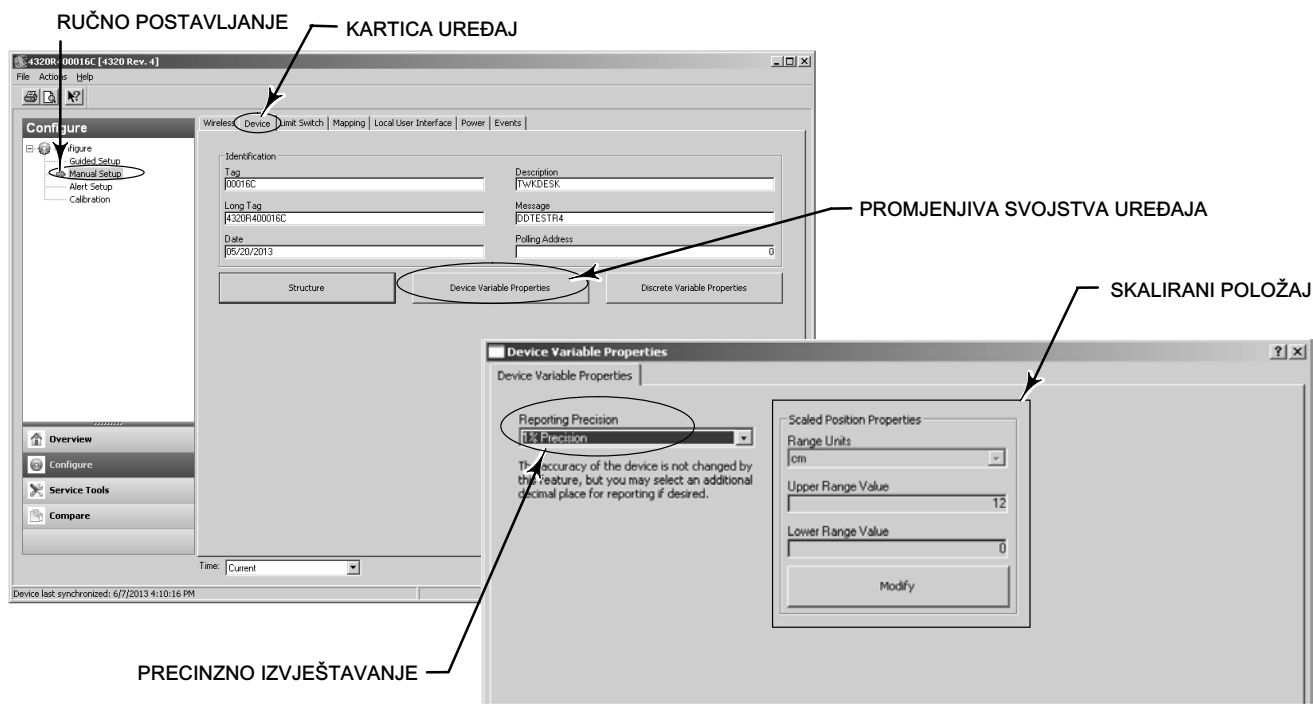 RUČNO POSTAVLJANJE
KARTICA UREĐAJ
4320R400016C [4320 Rev. 4]
File Actions Help
Configure
Wireless Device Limit Switch Mapping Local User Interface Power Events
Configure
Guided Setup
Manual Setup
Alert Setup
Calibration
Identification
Tag
00016C
Description
TWKDESK
Long Tag
4320R400016C
Message
DDTESTR4
Date
05/20/2013
Polling Address
0
Structure
Device Variable Properties
Discrete Variable Properties
PROMJENJIVA SVOJSTVA UREĐAJA
SKALIRANI POLOŽAJ
Overview
Configure
Service Tools
Compare
Time: Current
Device last synchronized: 6/7/2013 4:10:16 PM
Device Variable Properties
Device Variable Properties
Reporting Precision
1% Precision
The accuracy of the device is not changed by
this feature, but you may select an additional
decimal place for reporting if desired.
Scaled Position Properties
Range Units
cm
Upper Range Value
12
Lower Range Value
0
Modify
PRECINZNO IZVJEŠTAVANJE